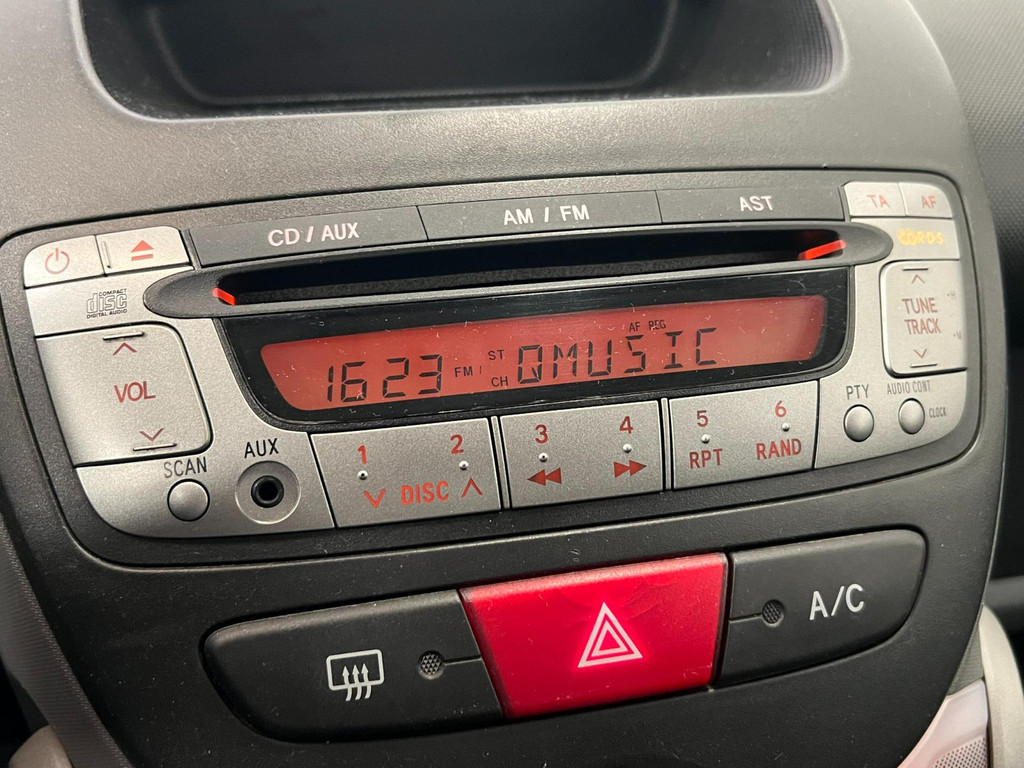 CD / AUX
AM / FM
AST
TA
AF
RDS
COMPACT
disc
DIGITAL AUDIO
AF REG
1623
FM 1
ST
CH
QMUSIC
TUNE
TRACK
VOL
PTY
AUDIO CONT
CLOCK
SCAN
AUX
1
2
DISC
3
4
5
RPT
6
RAND
A/C